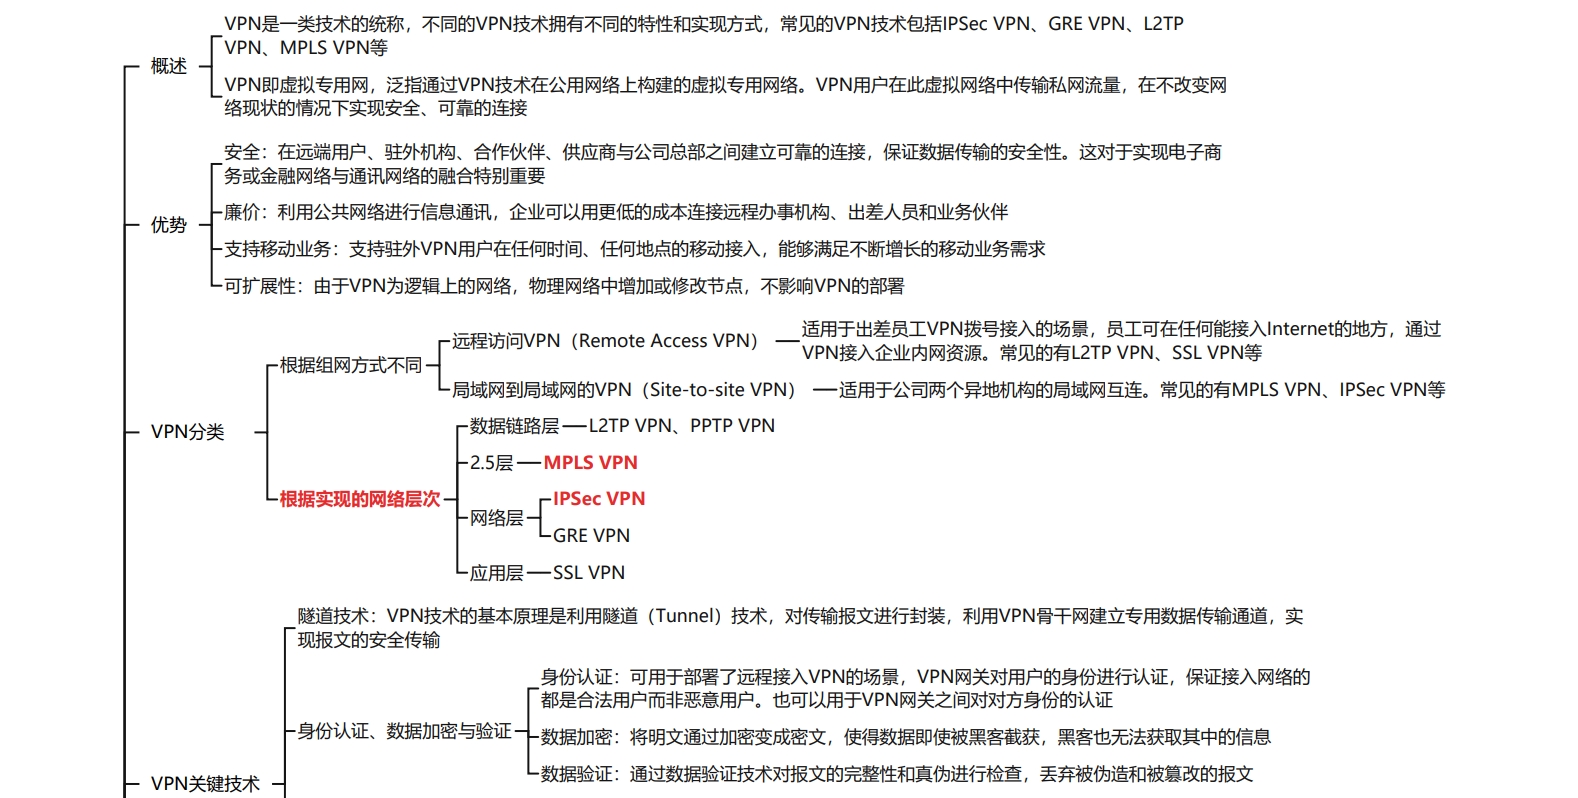 VPN是一类技术的统称，不同的VPN技术拥有不同的特性和实现方式，常见的VPN技术包括IPSec VPN、GRE VPN、L2TP
VPN、MPLS VPN等
概述
VPN即虚拟专用网，泛指通过VPN技术在公用网络上构建的虚拟专用网络。VPN用户在此虚拟网络中传输私网流量，在不改变网
络现状的情况下实现安全、可靠的连接
安全：在远端用户、驻外机构、合作伙伴、供应商与公司总部之间建立可靠的连接，保证数据传输的安全性。这对于实现电子商
务或金融网络与通讯网络的融合特别重要
廉价：利用公共网络进行信息通讯，企业可以用更低的成本连接远程办事机构、出差人员和业务伙伴
优势
支持移动业务：支持驻外VPN用户在任何时间、任何地点的移动接入，能够满足不断增长的移动业务需求
可扩展性：由于VPN为逻辑上的网络，物理网络中增加或修改节点，不影响VPN的部署
适用于出差员工VPN拨号接入的场景，员工可在任何能接入Internet的地方，通过
远程访问VPN（Remote Access VPN）
VPN接入企业内网资源。常见的有L2TP VPN、SSL VPN等
根据组网方式不同
局域网到局域网的VPN（Site-to-site VPN） 适用于公司两个异地机构的局域网互连。常见的有MPLS VPN、IPSec VPN等
数据链路层 L2TP VPN、PPTP VPN
VPN分类
2.5层 MPLS VPN
根据实现的网络层次
IPSec VPN
网络层
GRE VPN
应用层 SSL VPN
隧道技术：VPN技术的基本原理是利用隧道（Tunnel）技术，对传输报文进行封装，利用VPN骨干网建立专用数据传输通道，实
现报文的安全传输
身份认证：可用于部署了远程接入VPN的场景，VPN网关对用户的身份进行认证，保证接入网络的
都是合法用户而非恶意用户。也可以用于VPN网关之间对对方身份的认证
身份认证、数据加密与验证
数据加密：将明文通过加密变成密文，使得数据即使被黑客截获，黑客也无法获取其中的信息
数据验证：通过数据验证技术对报文的完整性和真伪进行检查，丢弃被伪造和被篡改的报文
VPN关键技术